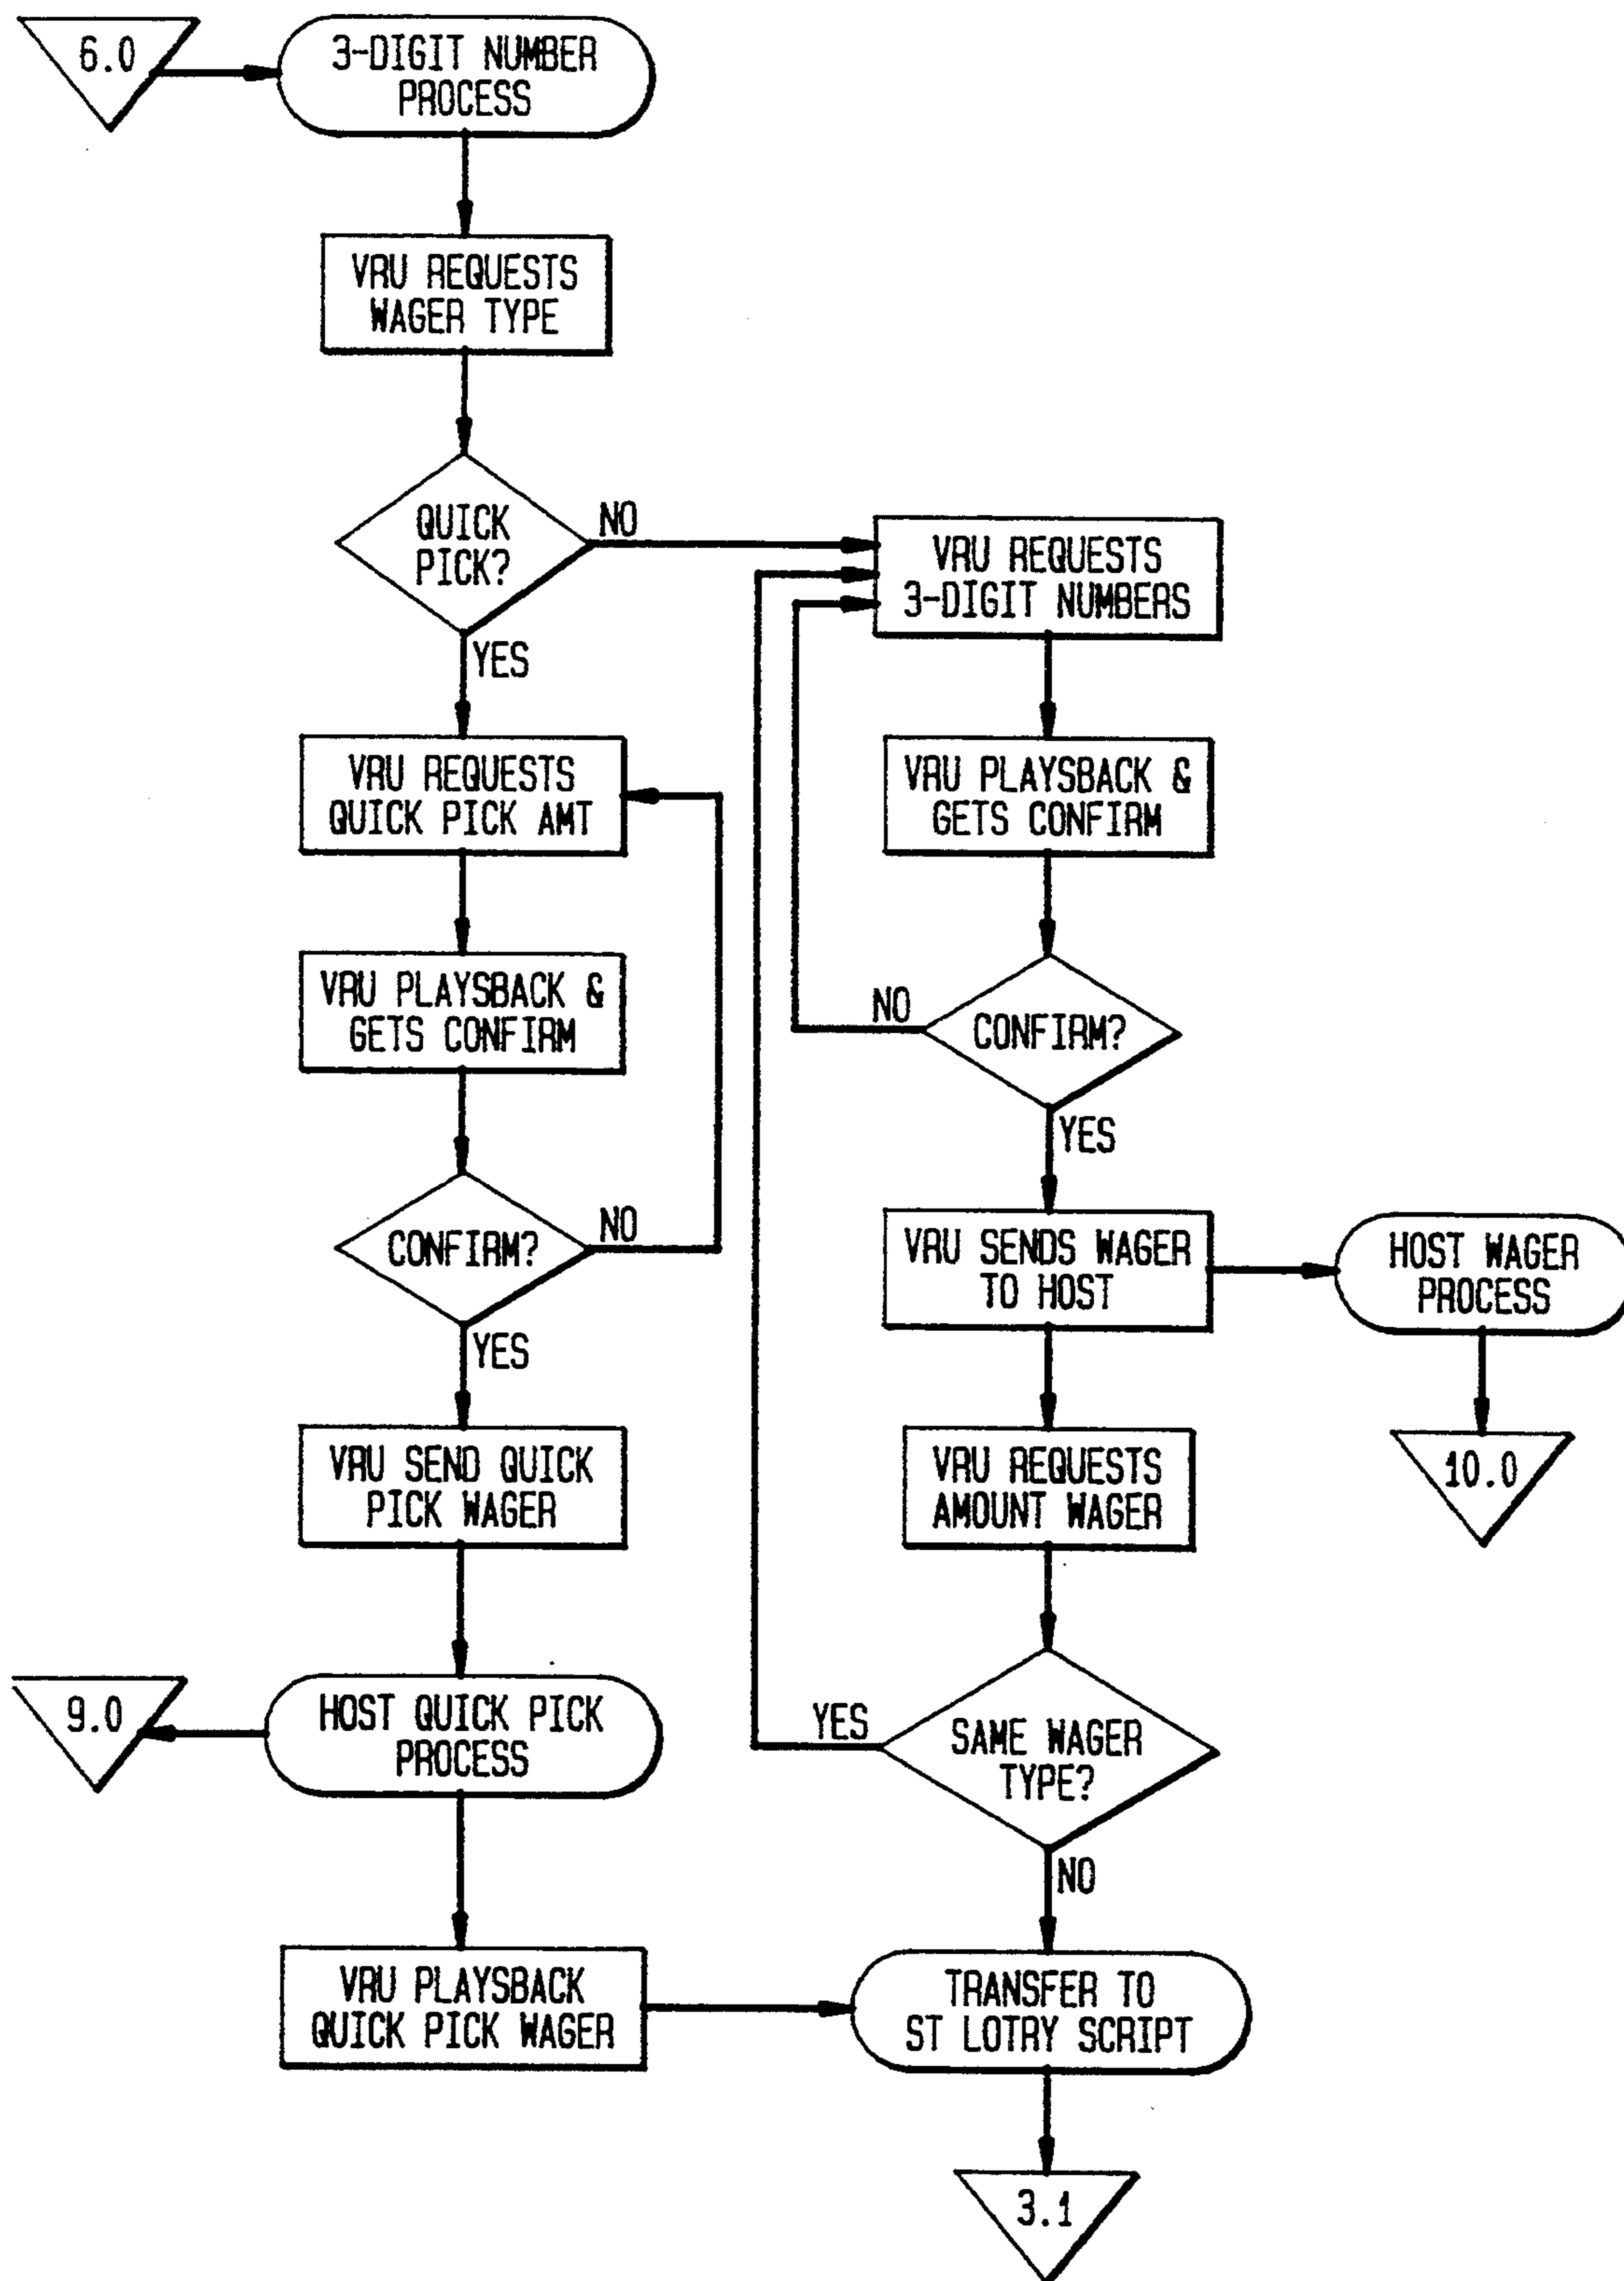 6.0
3-DIGIT NUMBER
PROCESS
VRU REQUESTS
WAGER TYPE
QUICK
PICK?
NO
YES
VRU REQUESTS
3-DIGIT NUMBERS
VRU REQUESTS
QUICK PICK AMT
VRU PLAYSBACK &
GETS CONFIRM
VRU PLAYSBACK &
GETS CONFIRM
CONFIRM?
NO
YES
CONFIRM?
NO
YES
VRU SENDS WAGER
TO HOST
HOST WAGER
PROCESS
10.0
VRU SEND QUICK
PICK WAGER
VRU REQUESTS
AMOUNT WAGER
9.0
HOST QUICK PICK
PROCESS
YES
SAME WAGER
TYPE?
NO
VRU PLAYSBACK
QUICK PICK WAGER
TRANSFER TO
ST LOTRY SCRIPT
3.1